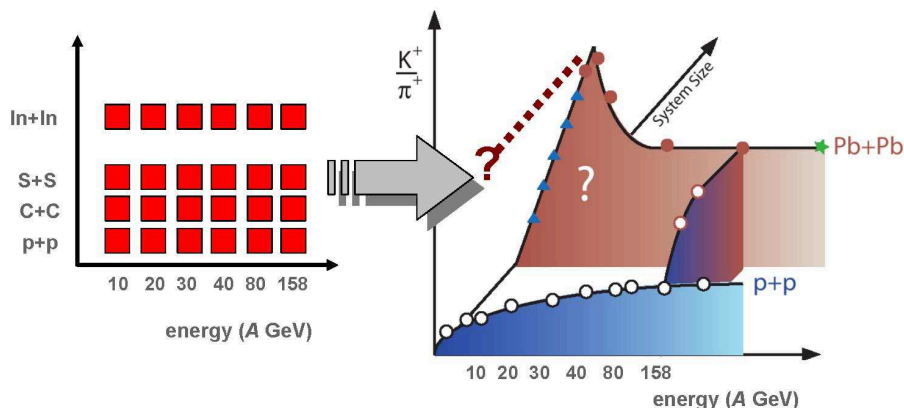 In+In
S+S
C+C
p+p
10 20 30 40 80 158
energy (A GeV)
K+
π+
System Size
?
?
Pb+Pb
p+p
10 20 30 40 80 158
energy (A GeV)